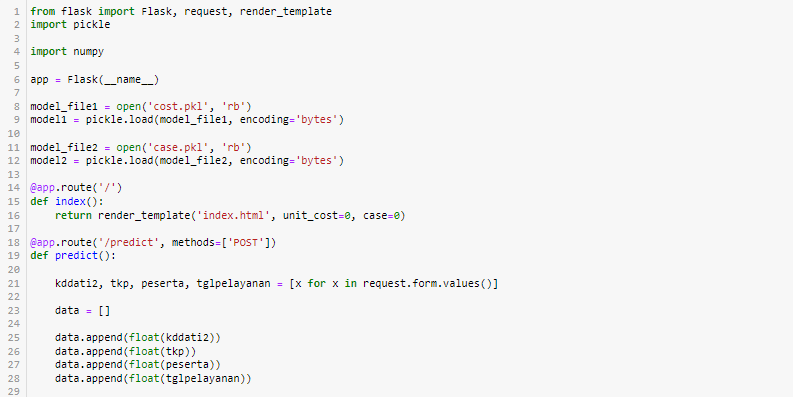 1 from flask import Flask, request, render_template
2 import pickle
3
4 import numpy
5
6 app = Flask(__name__)
7
8 model_file1 = open('cost.pkl', 'rb')
9 model1 = pickle.load(model_file1, encoding='bytes')
10
11 model_file2 = open('case.pkl', 'rb')
12 model2 = pickle.load(model_file2, encoding='bytes')
13
14 @app.route('/')
15 def index():
16     return render_template('index.html', unit_cost=0, case=0)
17
18 @app.route('/predict', methods=['POST'])
19 def predict():
20
21     kddati2, tkp, peserta, tglpelayanan = [x for x in request.form.values()]
22
23     data = []
24
25     data.append(float(kddati2))
26     data.append(float(tkp))
27     data.append(float(peserta))
28     data.append(float(tglpelayanan))
29